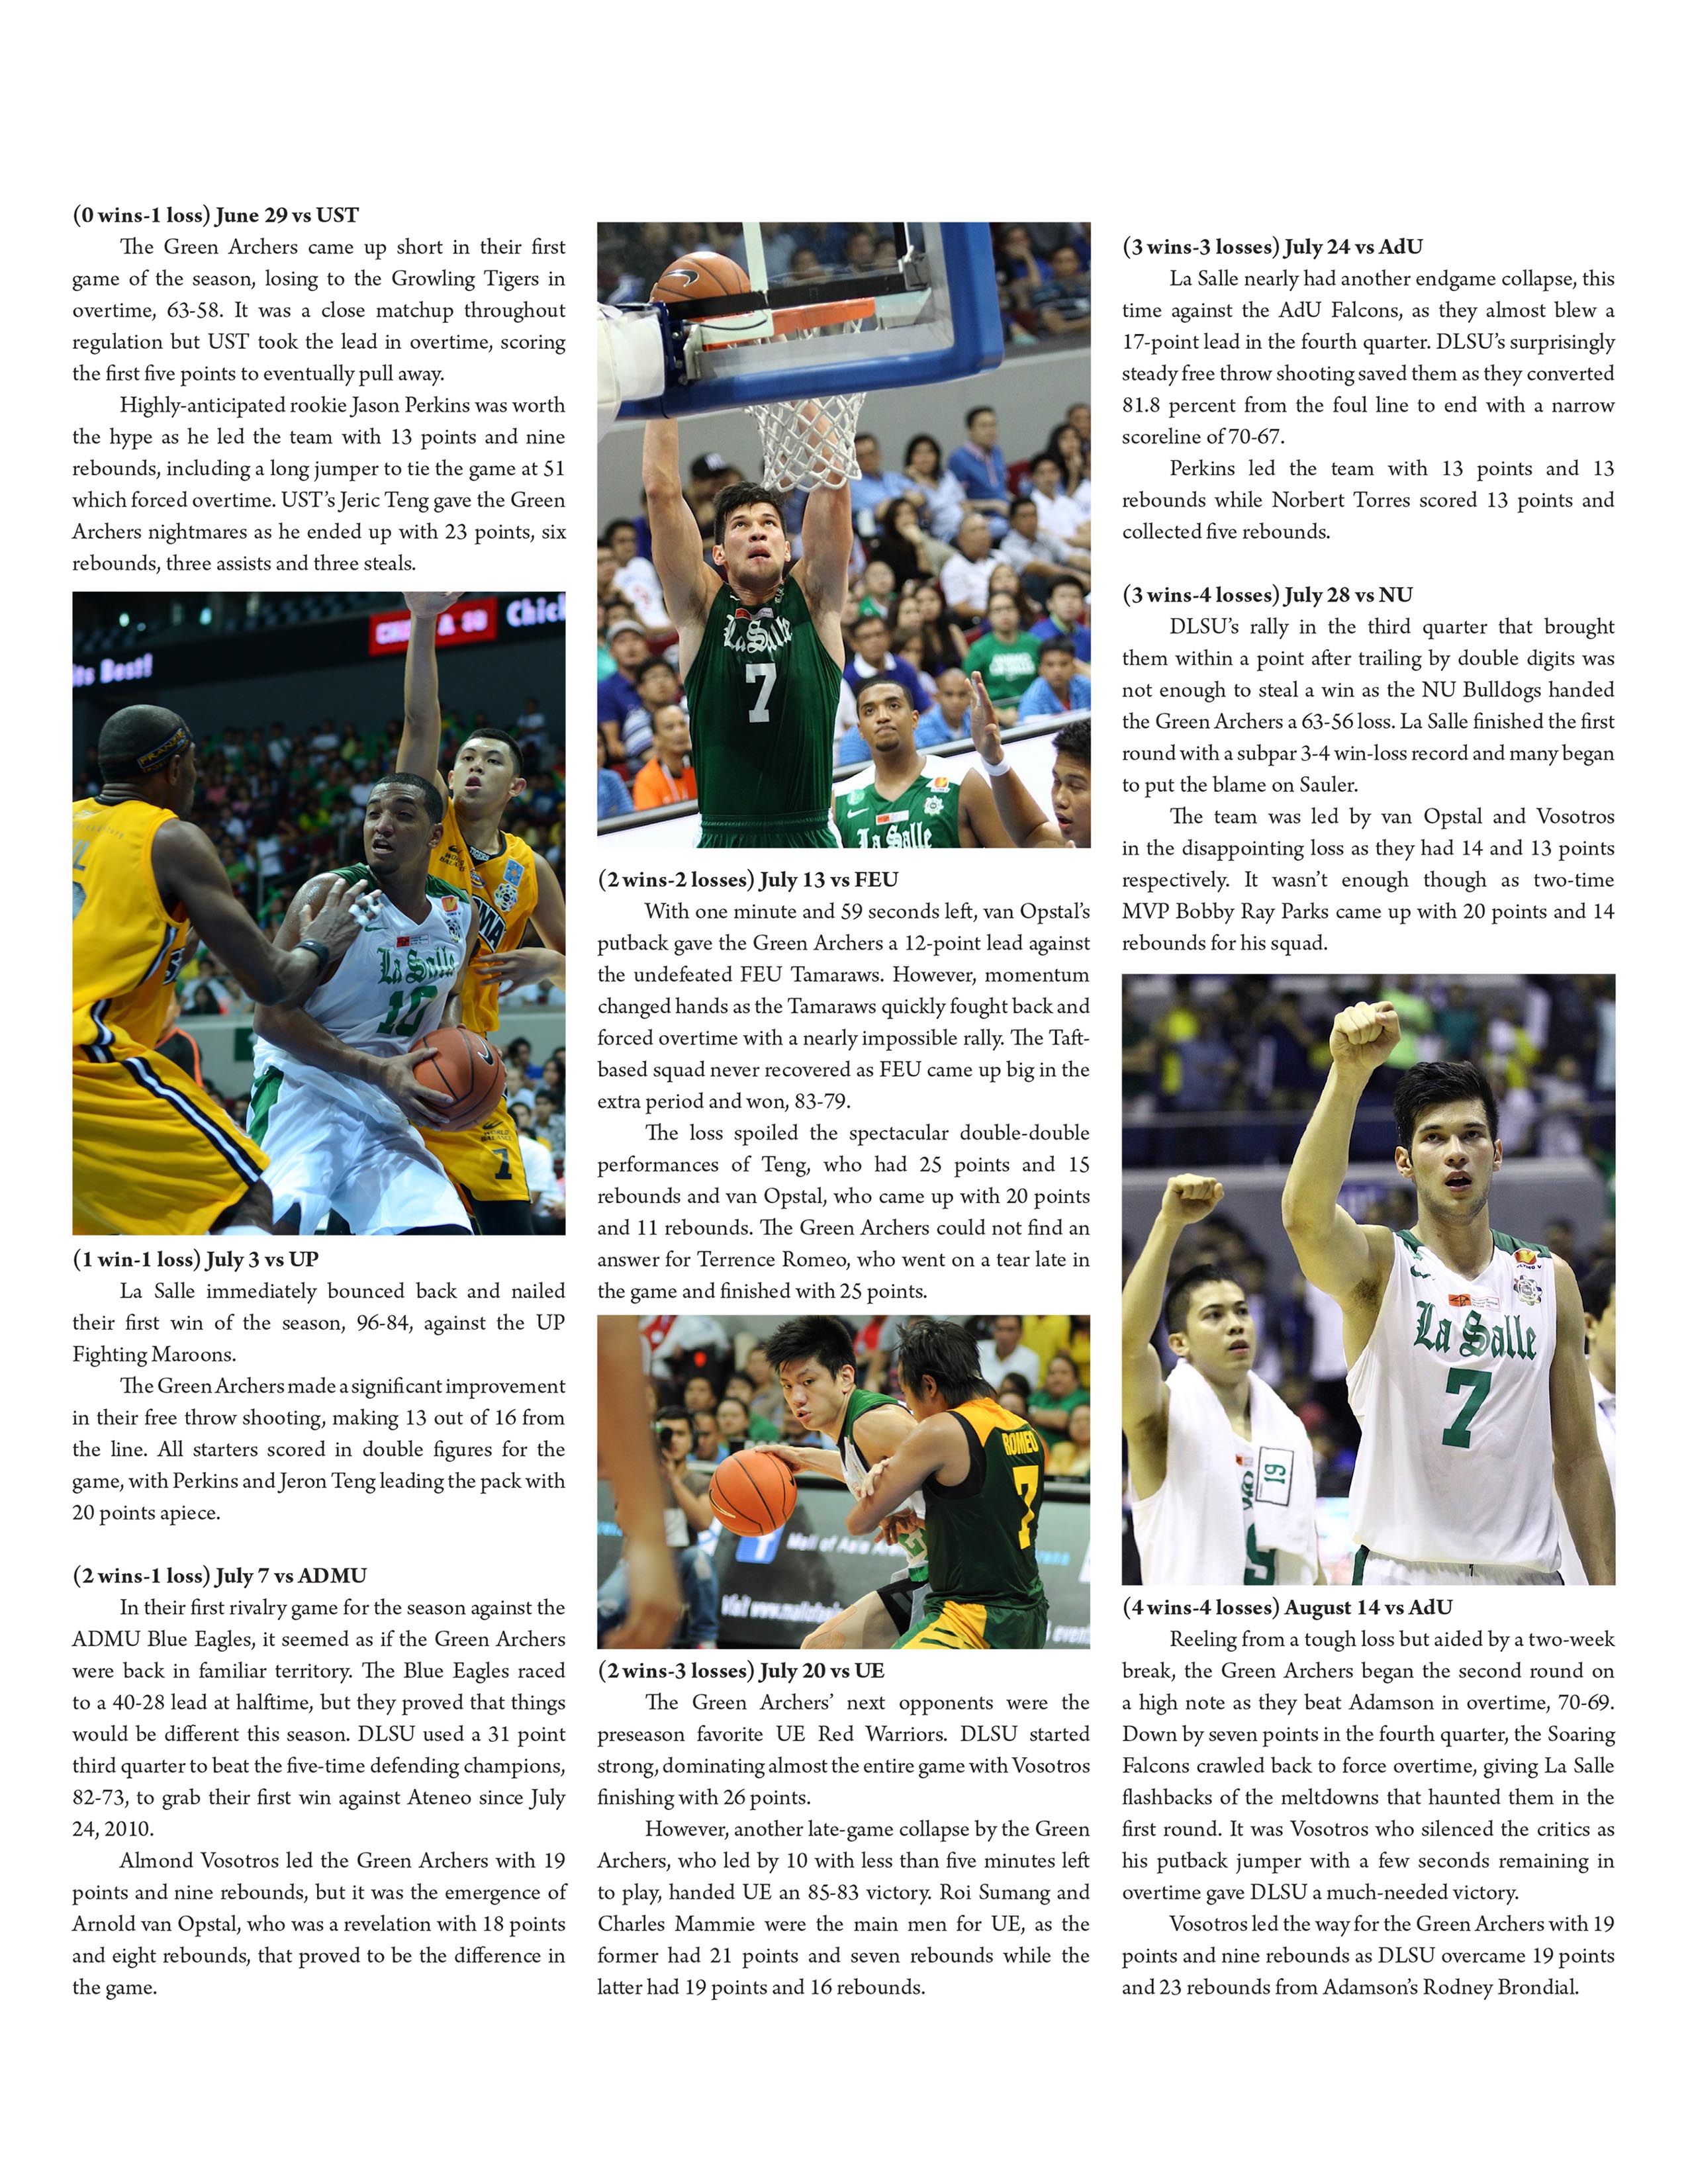 (0 wins-1 loss) June 29 vs UST
The Green Archers came up short in their first
game of the season, losing to the Growling Tigers in
overtime, 63-58. It was a close matchup throughout
regulation but UST took the lead in overtime, scoring
the first five points to eventually pull away.
Highly-anticipated rookie Jason Perkins was worth
the hype as he led the team with 13 points and nine
rebounds, including a long jumper to tie the game at 51
which forced overtime. UST's Jeric Teng gave the Green
Archers nightmares as he ended up with 23 points, six
rebounds, three assists and three steals.
its Best!
Chic
FRANKIE
La Salle
10
7
(1 win-1 loss) July 3 vs UP
La Salle immediately bounced back and nailed
their first win of the season, 96-84, against the UP
Fighting Maroons.
The Green Archers made a significant improvement
in their free throw shooting, making 13 out of 16 from
the line. All starters scored in double figures for the
game, with Perkins and Jeron Teng leading the pack with
20 points apiece.
(2 wins-1 loss) July 7 vs ADMU
In their first rivalry game for the season against the
ADMU Blue Eagles, it seemed as if the Green Archers
were back in familiar territory. The Blue Eagles raced
to a 40-28 lead at halftime, but they proved that things
would be different this season. DLSU used a 31 point
third quarter to beat the five-time defending champions,
82-73, to grab their first win against Ateneo since July
24, 2010.
Almond Vosotros led the Green Archers with 19
points and nine rebounds, but it was the emergence of
Arnold van Opstal, who was a revelation with 18 points
and eight rebounds, that proved to be the difference in
the game.
La Salle
7
La Salle
(2 wins-2 losses) July 13 vs FEU
With one minute and 59 seconds left, van Opstal's
putback gave the Green Archers a 12-point lead against
the undefeated FEU Tamaraws. However, momentum
changed hands as the Tamaraws quickly fought back and
forced overtime with a nearly impossible rally. The Taft-
based squad never recovered as FEU came up big in the
extra period and won, 83-79.
The loss spoiled the spectacular double-double
performances of Teng, who had 25 points and 15
rebounds and van Opstal, who came up with 20 points
and 11 rebounds. The Green Archers could not find an
answer for Terrence Romeo, who went on a tear late in
the game and finished with 25 points.
ROMEO
7
Mall of Asia Arena
(2 wins-3 losses) July 20 vs UE
The Green Archers' next opponents were the
preseason favorite UE Red Warriors. DLSU started
strong, dominating almost the entire game with Vosotros
finishing with 26 points.
However, another late-game collapse by the Green
Archers, who led by 10 with less than five minutes left
to play, handed UE an 85-83 victory. Roi Sumang and
Charles Mammie were the main men for UE, as the
former had 21 points and seven rebounds while the
latter had 19 points and 16 rebounds.
(3 wins-3 losses) July 24 vs AdU
La Salle nearly had another endgame collapse, this
time against the AdU Falcons, as they almost blew a
17-point lead in the fourth quarter. DLSU's surprisingly
steady free throw shooting saved them as they converted
81.8 percent from the foul line to end with a narrow
scoreline of 70-67.
Perkins led the team with 13 points and 13
rebounds while Norbert Torres scored 13 points and
collected five rebounds.
(3 wins-4 losses) July 28 vs NU
DLSU's rally in the third quarter that brought
them within a point after trailing by double digits was
not enough to steal a win as the NU Bulldogs handed
the Green Archers a 63-56 loss. La Salle finished the first
round with a subpar 3-4 win-loss record and many began
to put the blame on Sauler.
The team was led by van Opstal and Vosotros
in the disappointing loss as they had 14 and 13 points
respectively. It wasn't enough though as two-time
MVP Bobby Ray Parks came up with 20 points and 14
rebounds for his squad.
La Salle
7
19
(4 wins-4 losses) August 14 vs AdU
Reeling from a tough loss but aided by a two-week
break, the Green Archers began the second round on
a high note as they beat Adamson in overtime, 70-69.
Down by seven points in the fourth quarter, the Soaring
Falcons crawled back to force overtime, giving La Salle
flashbacks of the meltdowns that haunted them in the
first round. It was Vosotros who silenced the critics as
his putback jumper with a few seconds remaining in
overtime gave DLSU a much-needed victory.
Vosotros led the way for the Green Archers with 19
points and nine rebounds as DLSU overcame 19 points
and 23 rebounds from Adamson's Rodney Brondial.